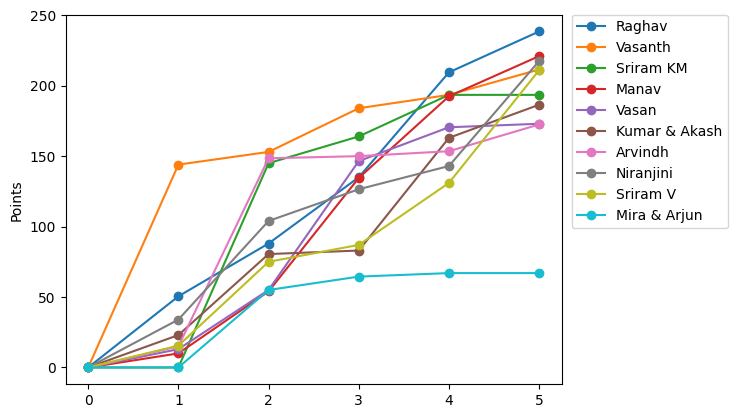 250
200
150
100
50
0
Points
0 1 2 3 4 5
Raghav
Vasanth
Sriram KM
Manav
Vasan
Kumar & Akash
Arvindh
Niranjini
Sriram V
Mira & Arjun